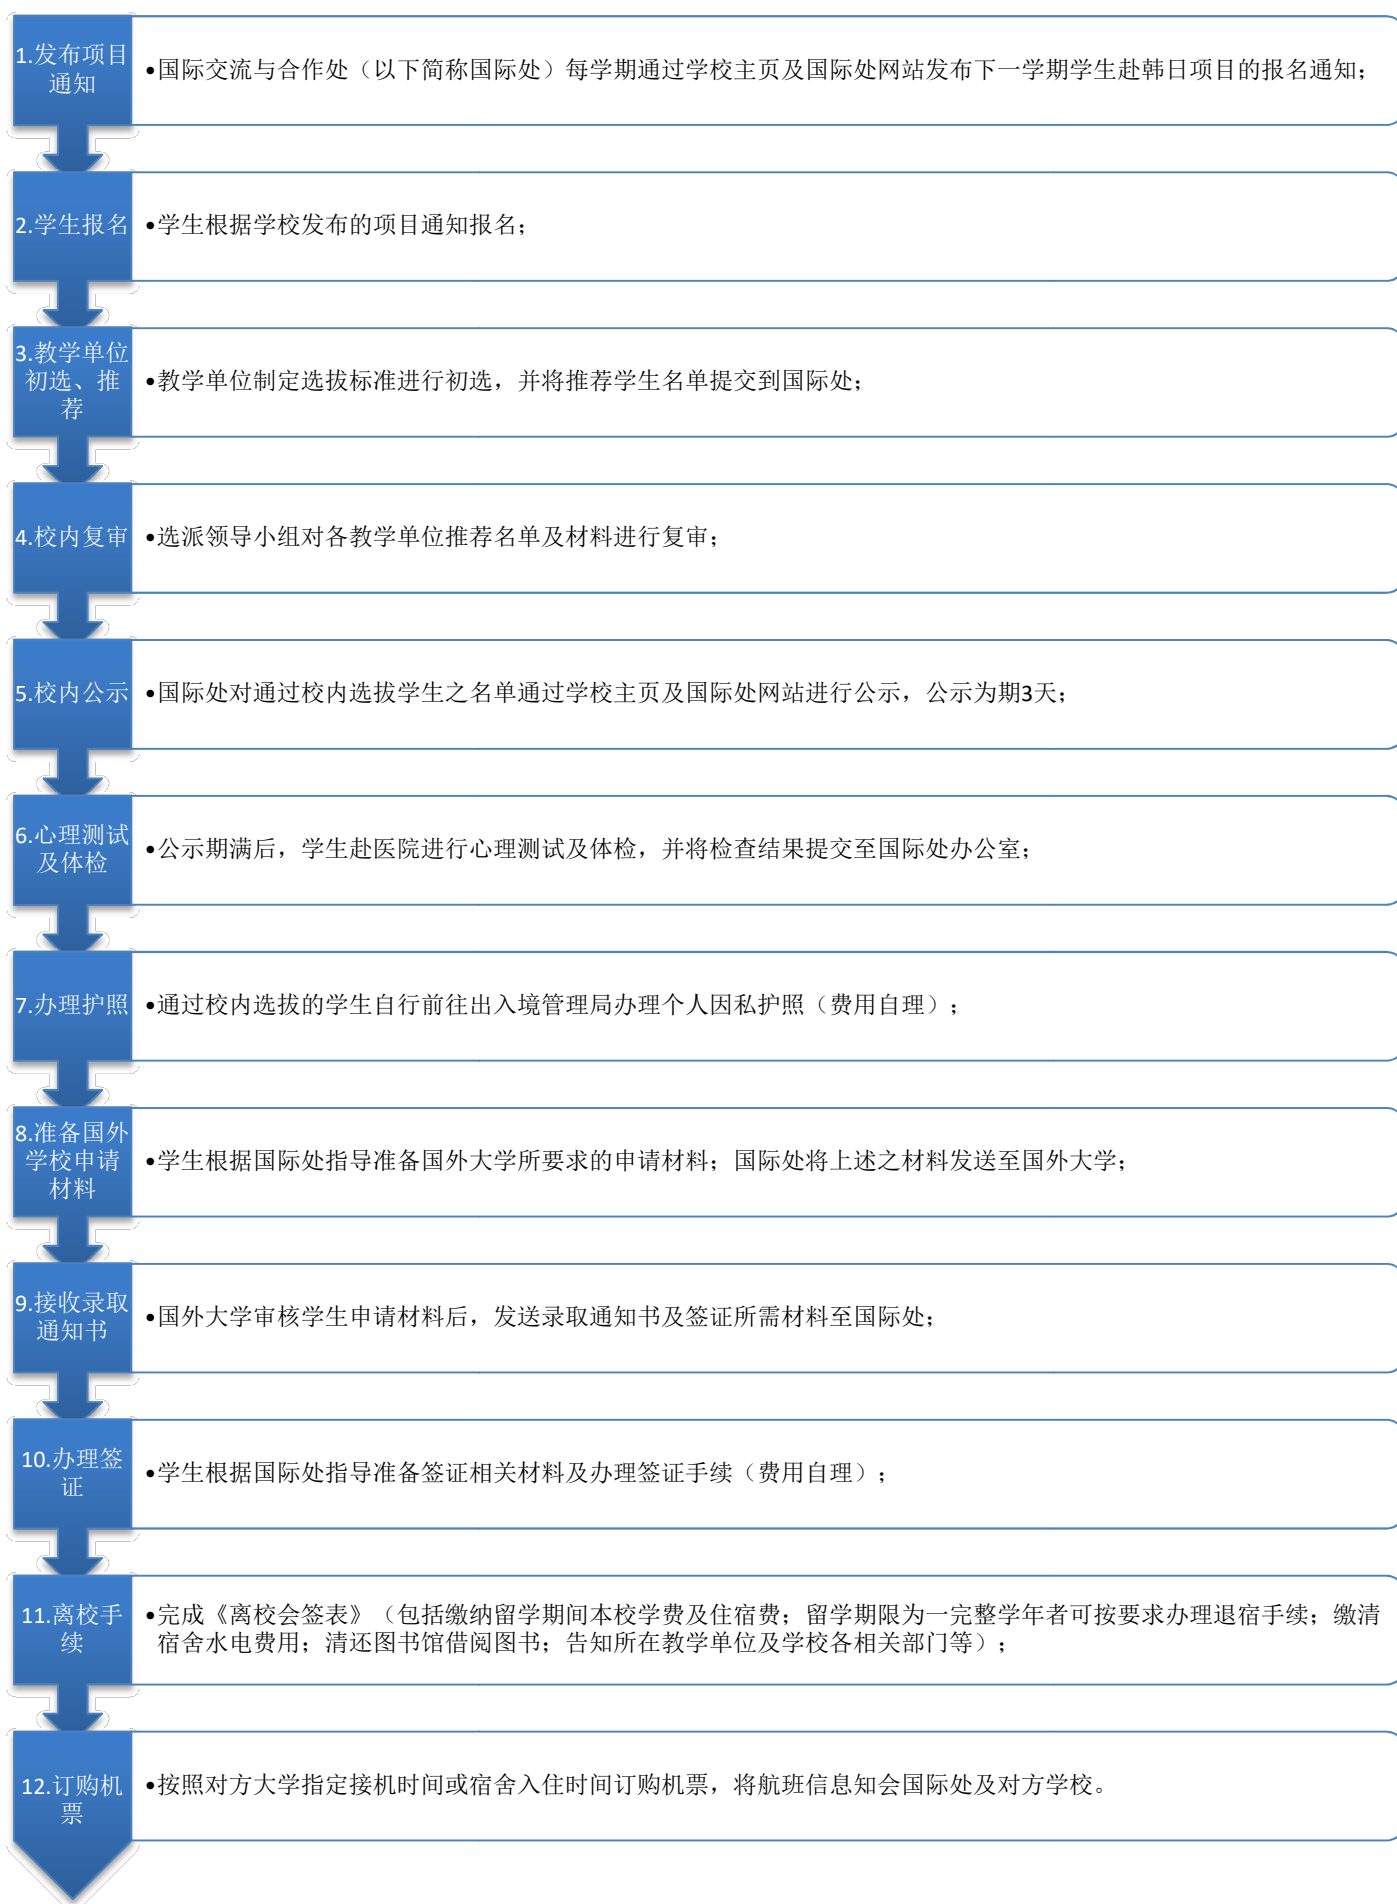 1.发布项目
通知
•国际交流与合作处（以下简称国际处）每学期通过学校主页及国际处网站发布下一学期学生赴韩日项目的报名通知；
2.学生报名
•学生根据学校发布的项目通知报名；
3.教学单位
初选、推
荐
•教学单位制定选拔标准进行初选，并将推荐学生名单提交到国际处；
4.校内复审
•选派领导小组对各教学单位推荐名单及材料进行复审；
5.校内公示
•国际处对通过校内选拔学生之名单通过学校主页及国际处网站进行公示，公示为期3天；
6.心理测试
及体检
•公示期满后，学生赴医院进行心理测试及体检，并将检查结果提交至国际处办公室；
7.办理护照
•通过校内选拔的学生自行前往出入境管理局办理个人因私护照（费用自理）；
8.准备国外
学校申请
材料
•学生根据国际处指导准备国外大学所要求的申请材料；国际处将上述之材料发送至国外大学；
9.接收录取
通知书
•国外大学审核学生申请材料后，发送录取通知书及签证所需材料至国际处；
10.办理签
证
•学生根据国际处指导准备签证相关材料及办理签证手续（费用自理）；
11.离校手
续
•完成《离校会签表》（包括缴纳留学期间本校学费及住宿费；留学期限为一完整学年者可按要求办理退宿手续；缴清
宿舍水电费用；清还图书馆借阅图书；告知所在教学单位及学校各相关部门等）；
12.订购机
票
•按照对方大学指定接机时间或宿舍入住时间订购机票，将航班信息知会国际处及对方学校。